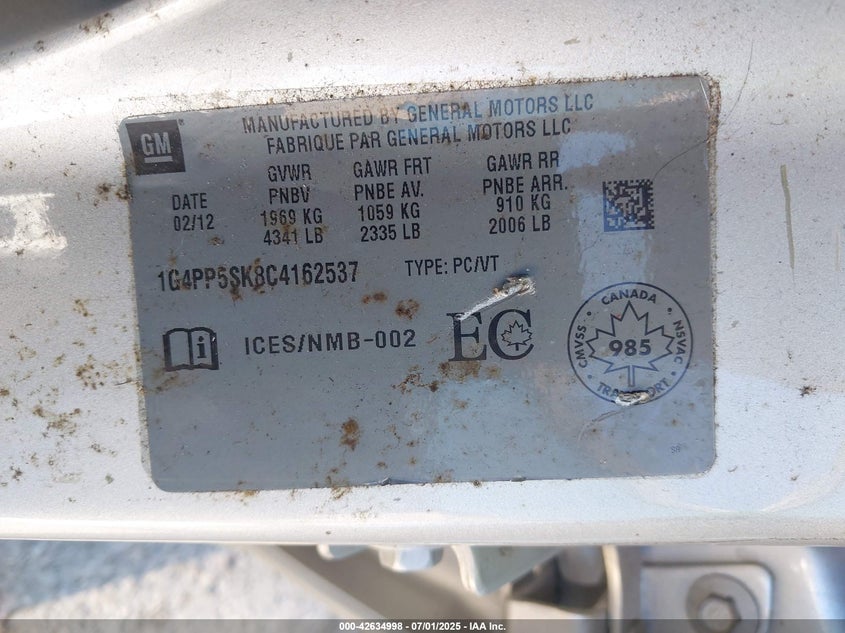 GM
MANUFACTURED BY GENERAL MOTORS LLC
FABRIQUE PAR GENERAL MOTORS LLC
DATE
02/12
GVWR
PNBV
1969 KG
4341 LB
GAWR FRT
PNBE AV.
1059 KG
2335 LB
GAWR RR
PNBE ARR.
910 KG
2006 LB
1G4PP5SK8C4162537 TYPE: PC/VT
i ICES/NMB-002 EC
CANADA
CMVSS 985 NSVAC
TRANSPORT
000-42634998 - 07/01/2025 - IAA Inc.